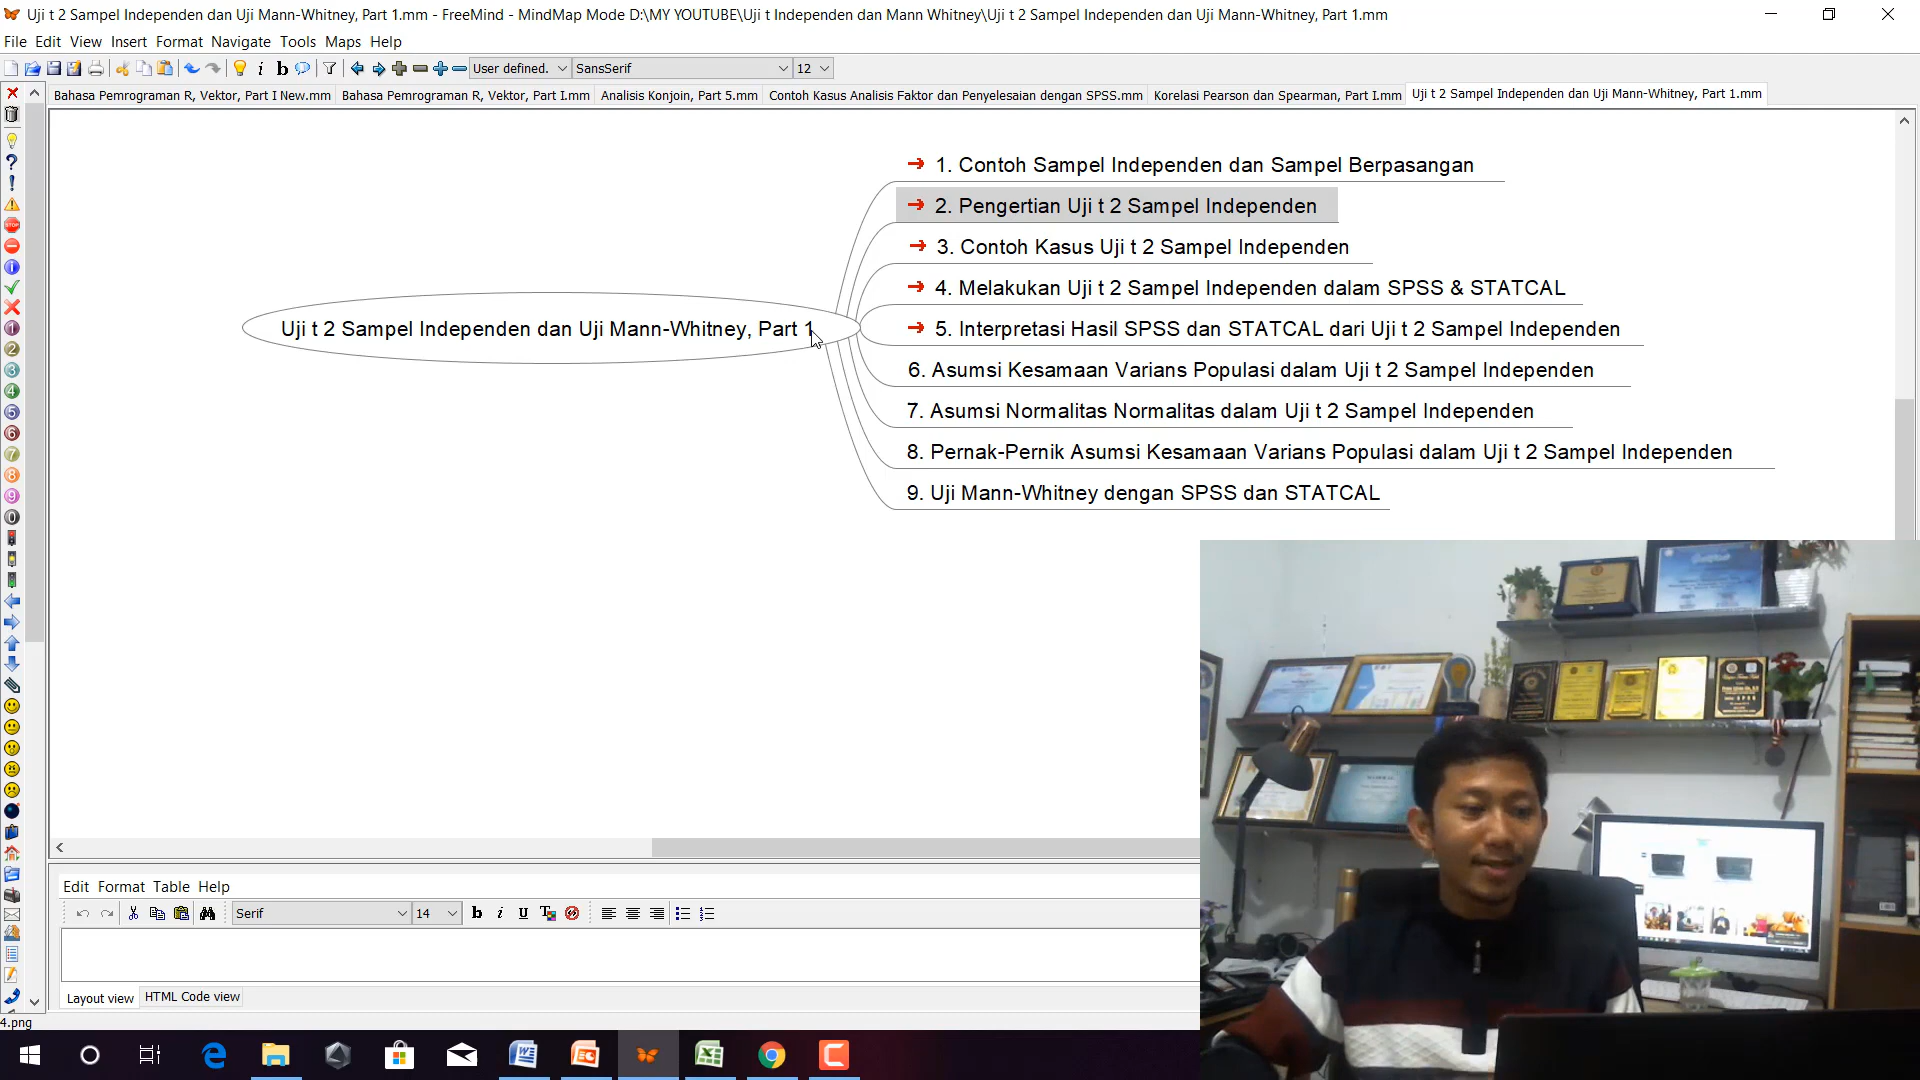 Uji t 2 Sampel Independen dan Uji Mann-Whitney, Part 1.mm - FreeMind - MindMap Mode D:\MY YOUTUBE\Uji t Independen dan Mann Whitney\Uji t 2 Sampel Independen dan Uji Mann-Whitney, Part 1.mm
File Edit View Insert Format Navigate Tools Maps Help
User defined. SansSerif 12
Bahasa Pemrograman R, Vektor, Part I New.mm Bahasa Pemrograman R, Vektor, Part I.mm Analisis Konjoin, Part 5.mm Contoh Kasus Analisis Faktor dan Penyelesaian dengan SPSS.mm Korelasi Pearson dan Spearman, Part I.mm Uji t 2 Sampel Independen dan Uji Mann-Whitney, Part 1.mm
Uji t 2 Sampel Independen dan Uji Mann-Whitney, Part 1
1. Contoh Sampel Independen dan Sampel Berpasangan
2. Pengertian Uji t 2 Sampel Independen
3. Contoh Kasus Uji t 2 Sampel Independen
4. Melakukan Uji t 2 Sampel Independen dalam SPSS & STATCAL
5. Interpretasi Hasil SPSS dan STATCAL dari Uji t 2 Sampel Independen
6. Asumsi Kesamaan Varians Populasi dalam Uji t 2 Sampel Independen
7. Asumsi Normalitas Normalitas dalam Uji t 2 Sampel Independen
8. Pernak-Pernik Asumsi Kesamaan Varians Populasi dalam Uji t 2 Sampel Independen
9. Uji Mann-Whitney dengan SPSS dan STATCAL
Edit Format Table Help
Serif 14
Layout view HTML Code view
4.png